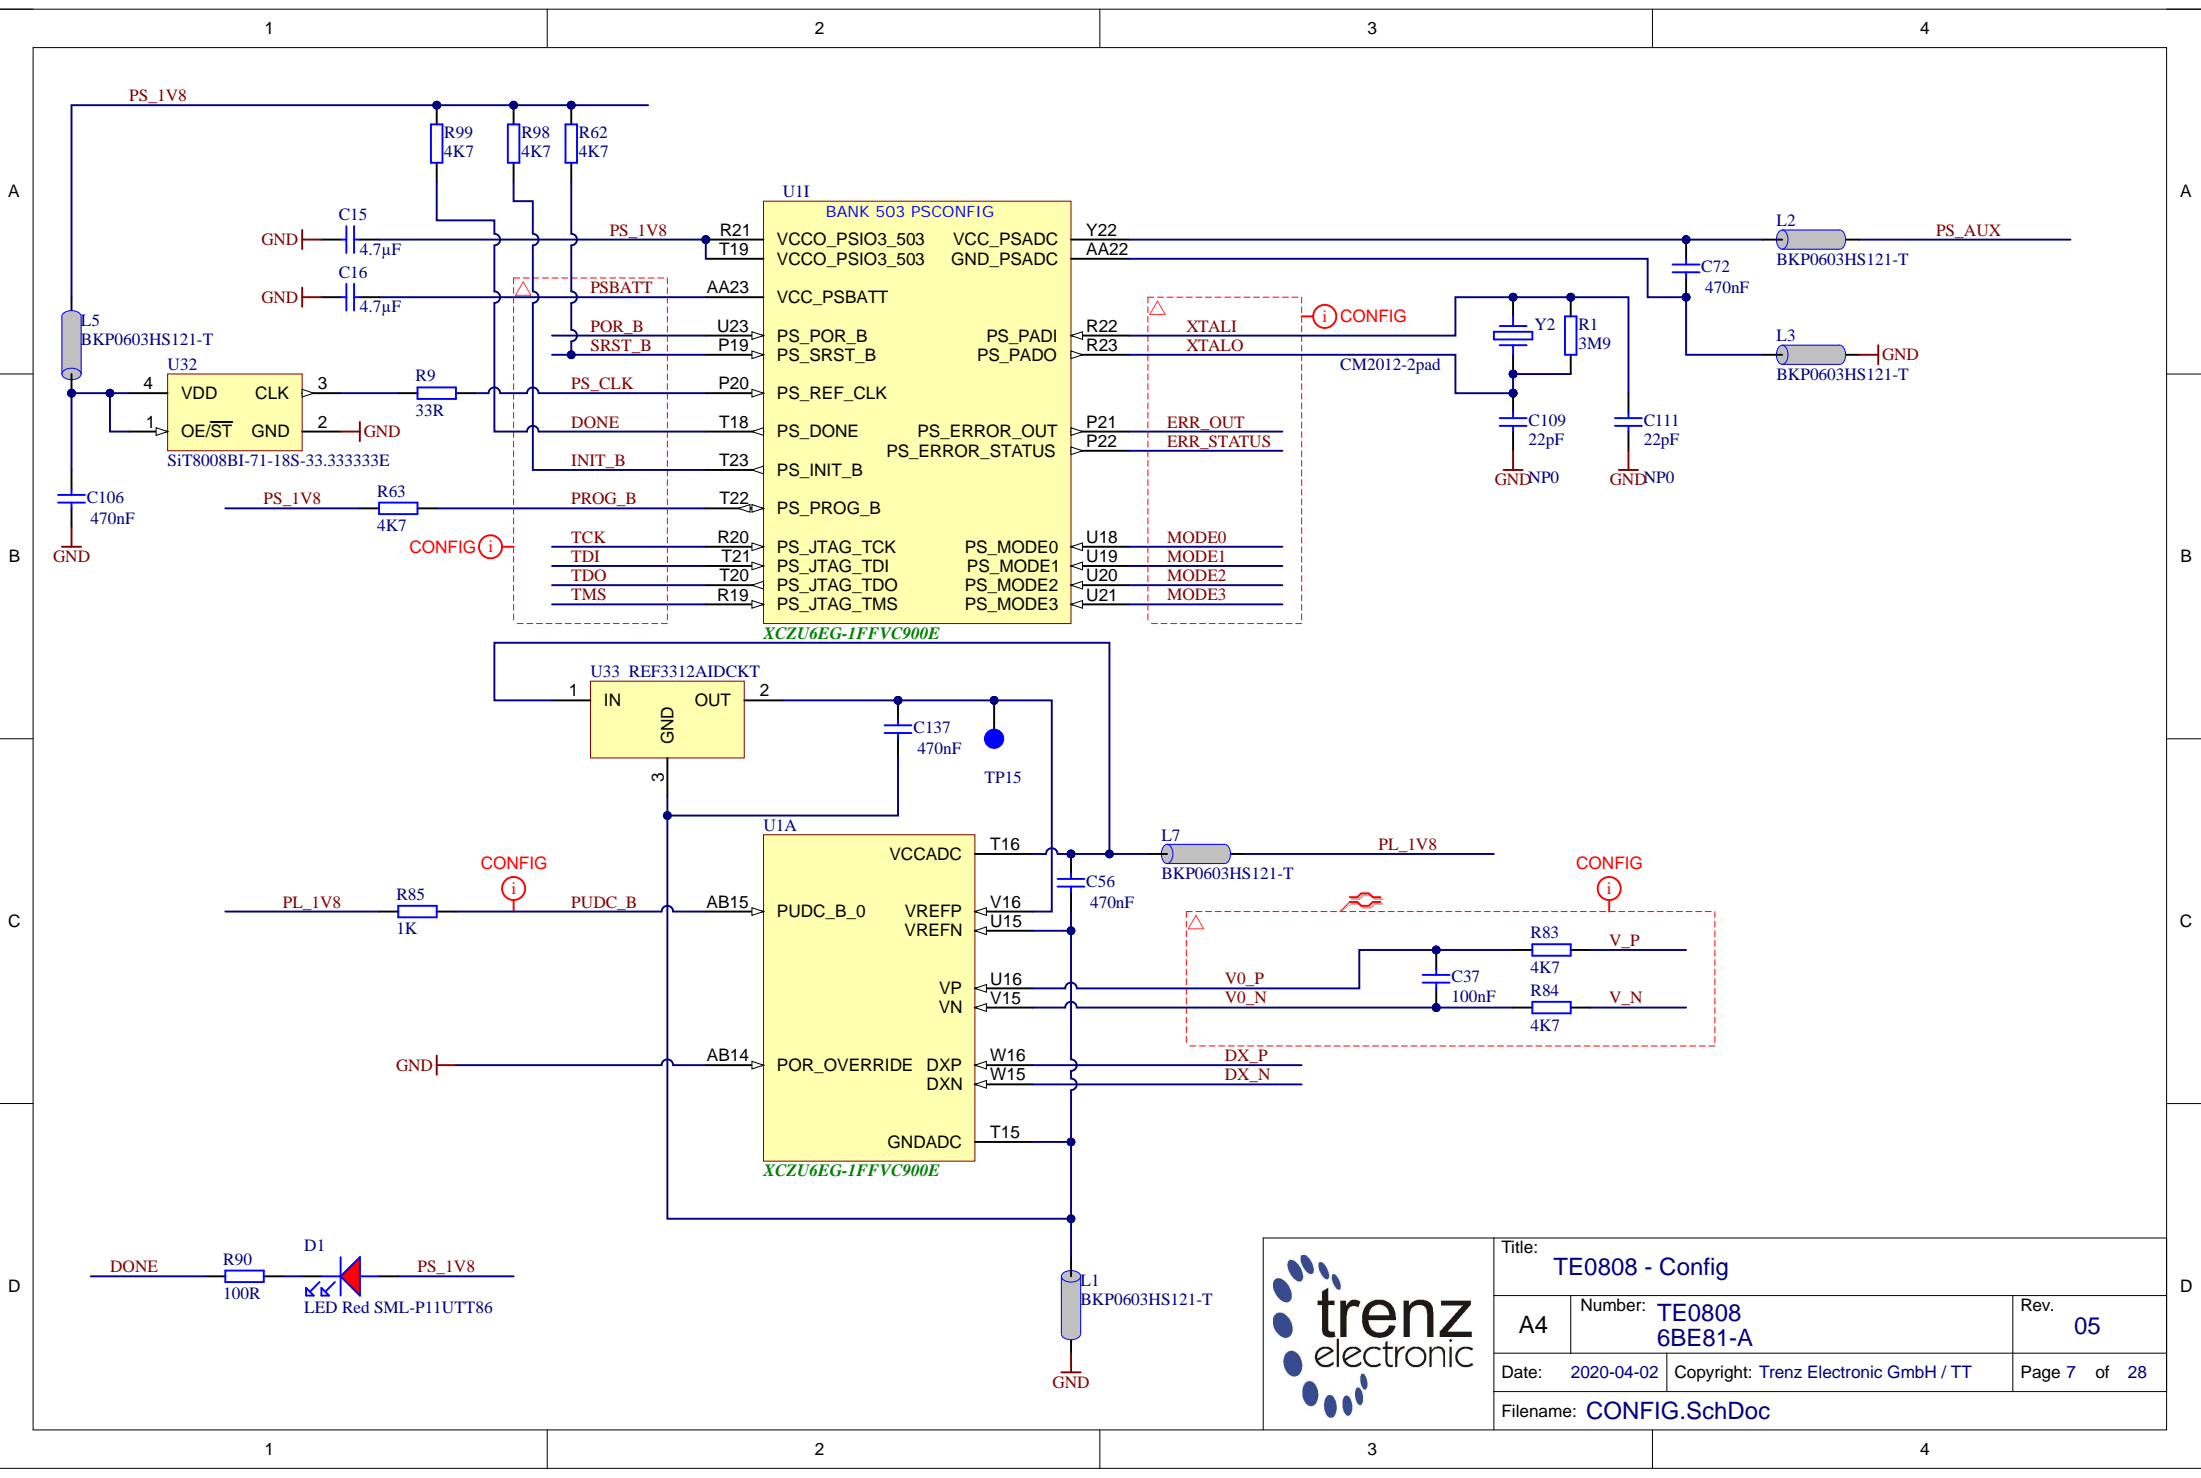 1 2 3 4
A
B
C
D
A
B
C
D
PS_1V8
R99
4K7
R98
4K7
R62
4K7
GND
C15
4.7µF
PS_1V8
GND
C16
4.7µF
PSBATT
POR_B
SRST_B
L5
BKP0603HS121-T
U32
4 VDD CLK 3
1 OE/ST GND 2
GND
SiT8008BI-71-18S-33.333333E
R9
33R
PS_CLK
DONE
INIT_B
C106
470nF
GND
PS_1V8
R63
4K7
PROG_B
CONFIG i
TCK
TDI
TDO
TMS
U1I
BANK 503 PSCONFIG
R21 VCCO_PSIO3_503
T19 VCCO_PSIO3_503
AA23 VCC_PSBATT
U23 PS_POR_B
P19 PS_SRST_B
P20 PS_REF_CLK
T18 PS_DONE
T23 PS_INIT_B
T22 PS_PROG_B
R20 PS_JTAG_TCK
T21 PS_JTAG_TDI
T20 PS_JTAG_TDO
R19 PS_JTAG_TMS
VCC_PSADC Y22
GND_PSADC AA22
PS_PADI R22
PS_PADO R23
PS_ERROR_OUT P21
PS_ERROR_STATUS P22
PS_MODE0 U18
PS_MODE1 U19
PS_MODE2 U20
PS_MODE3 U21
XCZU6EG-1FFVC900E
XTALI
XTALO
i CONFIG
ERR_OUT
ERR_STATUS
MODE0
MODE1
MODE2
MODE3
CM2012-2pad
Y2
R1
3M9
C109
22pF
GND NP0
C111
22pF
GND NP0
C72
470nF
L2
BKP0603HS121-T
PS_AUX
L3
BKP0603HS121-T
GND
U33 REF3312AIDCKT
1 IN OUT 2
GND
3
C137
470nF
TP15
U1A
AB15 PUDC_B_0
AB14 POR_OVERRIDE
VCCADC T16
VREFP V16
VREFN U15
VP U16
VN V15
DXP W16
DXN W15
GNDADC T15
XCZU6EG-1FFVC900E
PL_1V8
R85
1K
CONFIG
i
PUDC_B
GND
C56
470nF
L7
BKP0603HS121-T
PL_1V8
CONFIG
i
V0_P
V0_N
C37
100nF
R83
4K7
V_P
R84
4K7
V_N
DX_P
DX_N
L1
BKP0603HS121-T
GND
DONE
R90
100R
D1
LED Red SML-P11UTT86
PS_1V8
trenz
electronic
Title:
TE0808 - Config
A4
Number: TE0808
6BE81-A
Rev.
05
Date: 2020-04-02 Copyright: Trenz Electronic GmbH / TT Page 7 of 28
Filename: CONFIG.SchDoc
1 2 3 4